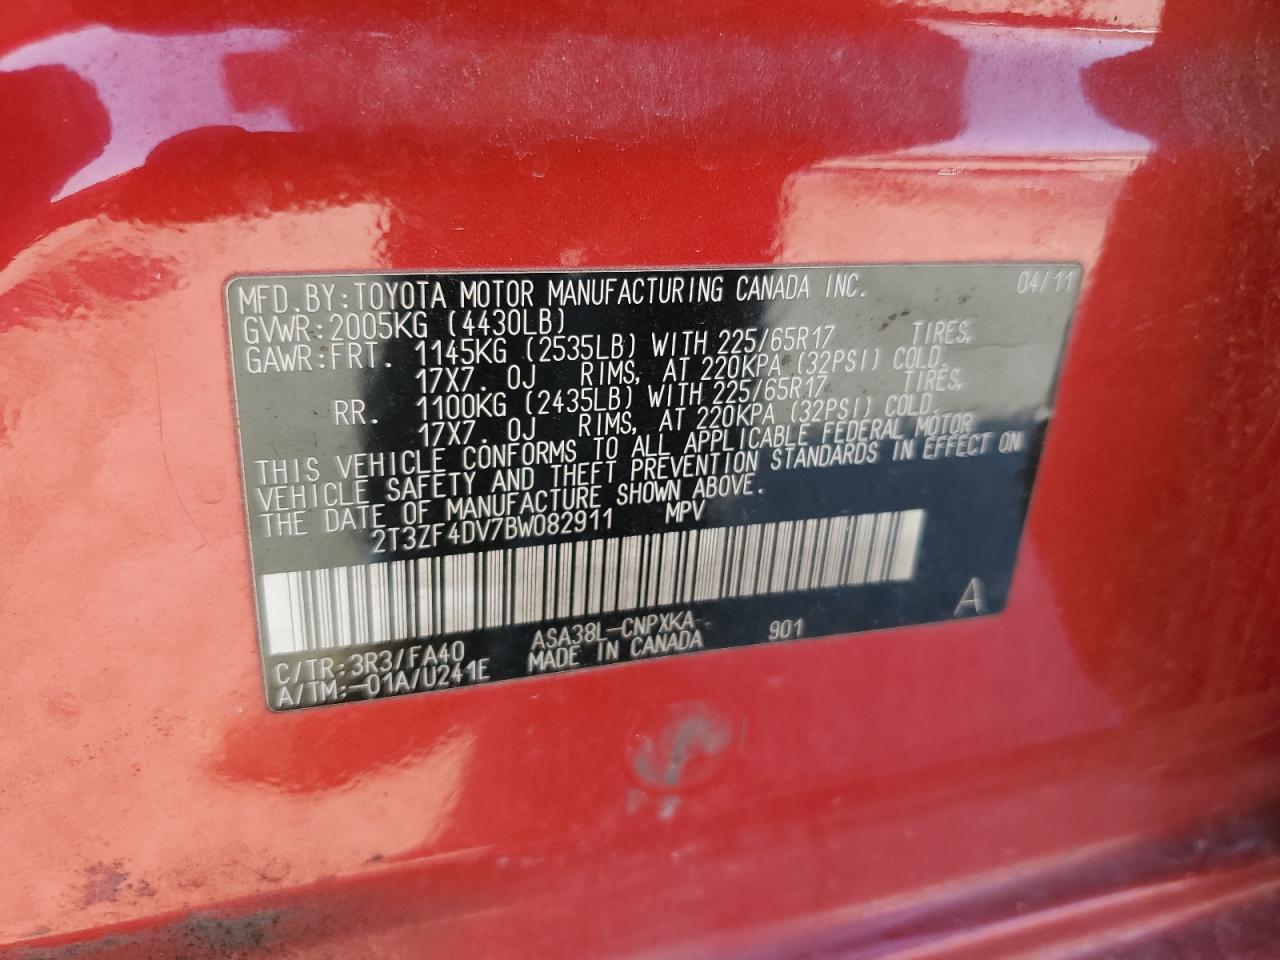 MFD.BY:TOYOTA MOTOR MANUFACTURING CANADA INC. 04/11
GVWR:2005KG (4430LB)
GAWR:FRT. 1145KG (2535LB) WITH 225/65R17 TIRES,
17X7.0J RIMS, AT 220KPA (32PSI) COLD.
RR. 1100KG (2435LB) WITH 225/65R17 TIRES,
17X7.0J RIMS, AT 220KPA (32PSI) COLD.
THIS VEHICLE CONFORMS TO ALL APPLICABLE FEDERAL MOTOR
VEHICLE SAFETY AND THEFT PREVENTION STANDARDS IN EFFECT ON
THE DATE OF MANUFACTURE SHOWN ABOVE.
2T3ZF4DV7BW082911 MPV
A
C/TR:3R3/FA40 ASA38L-CNPXKA 901
A/TM:-01A/U241E MADE IN CANADA